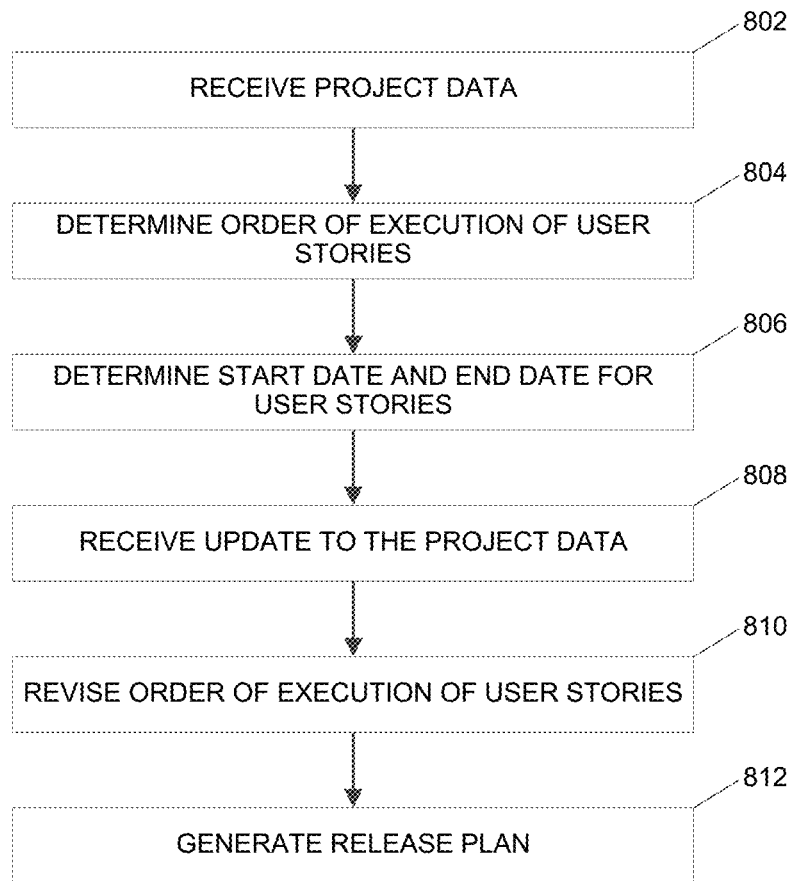 802
RECEIVE PROJECT DATA
804
DETERMINE ORDER OF EXECUTION OF USER
STORIES
806
DETERMINE START DATE AND END DATE FOR
USER STORIES
808
RECEIVE UPDATE TO THE PROJECT DATA
810
REVISE ORDER OF EXECUTION OF USER STORIES
812
GENERATE RELEASE PLAN